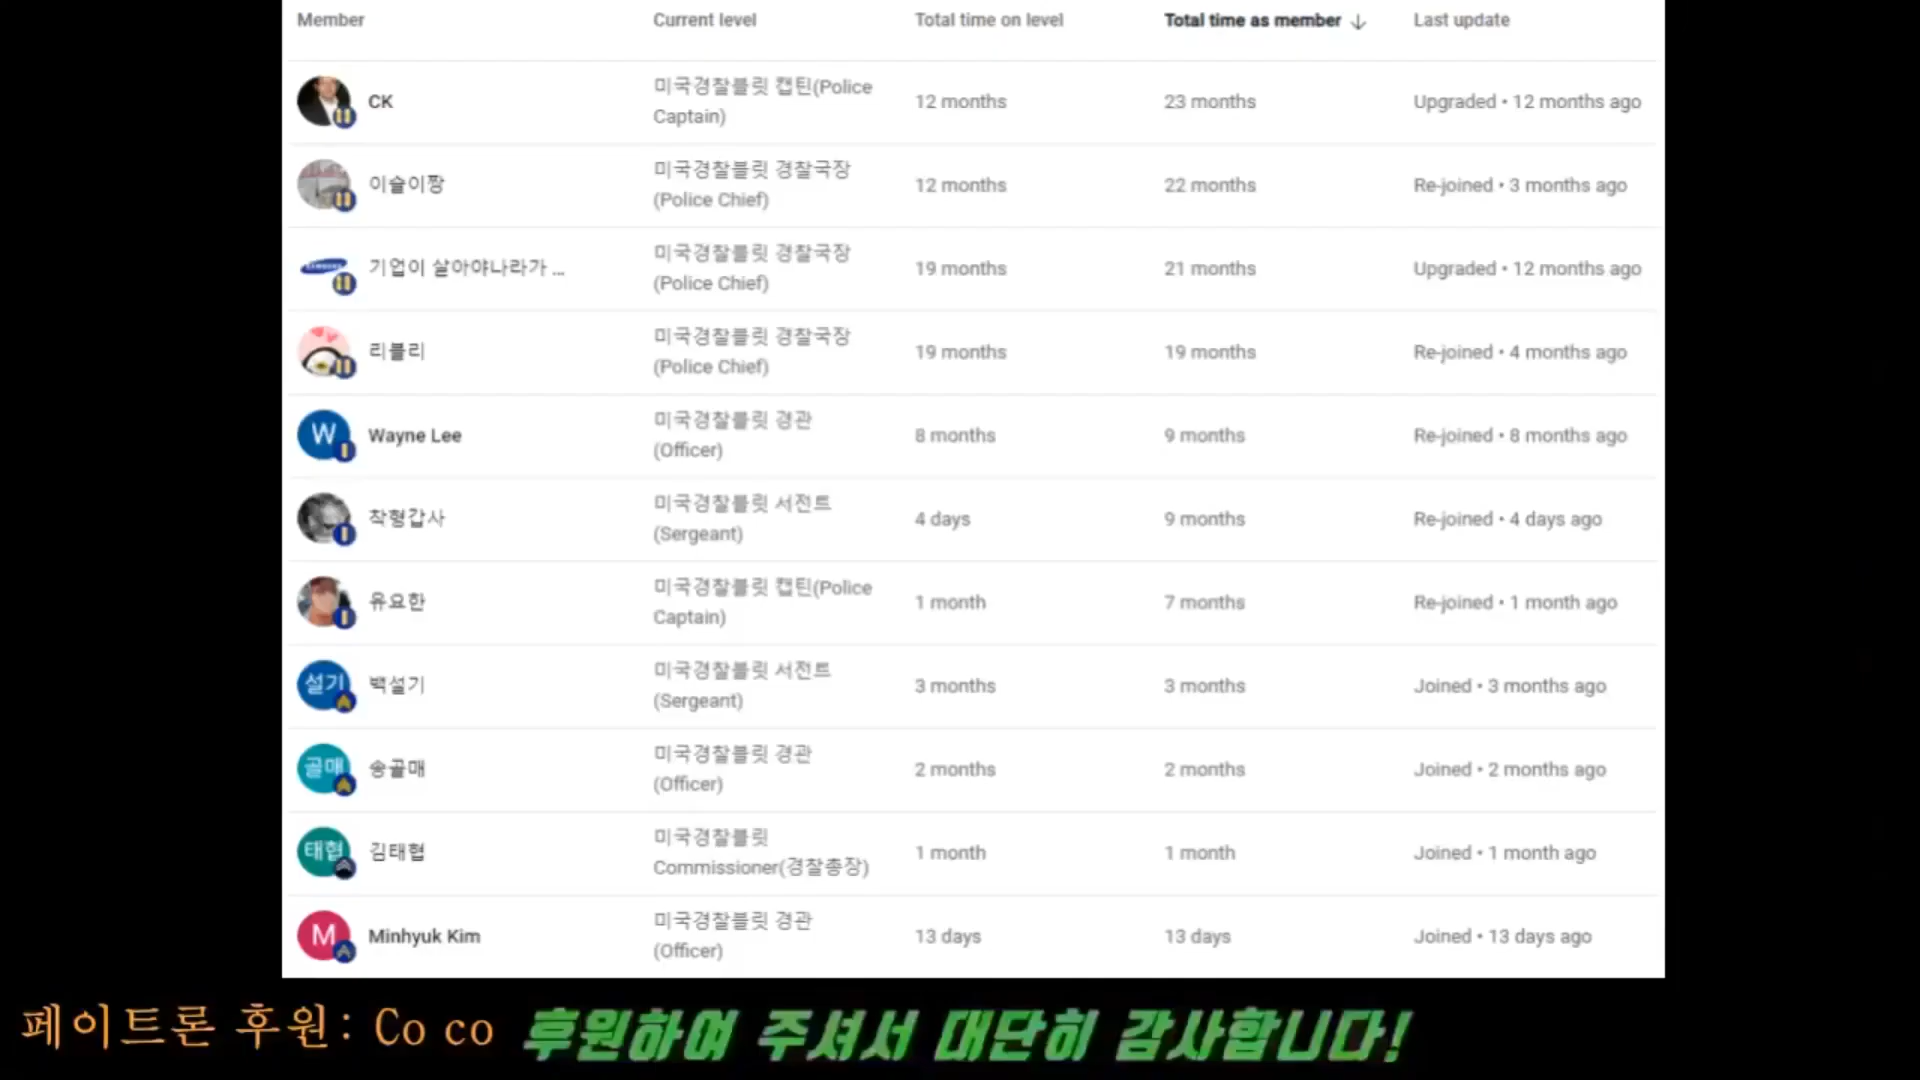 Member Current level Total time on level Total time as member ↓ Last update
CK 미국경찰블릿 캡틴(Police Captain) 12 months 23 months Upgraded • 12 months ago
이슬이짱 미국경찰블릿 경찰국장 (Police Chief) 12 months 22 months Re-joined • 3 months ago
기업이 살아야나라가 ... 미국경찰블릿 경찰국장 (Police Chief) 19 months 21 months Upgraded • 12 months ago
리블리 미국경찰블릿 경찰국장 (Police Chief) 19 months 19 months Re-joined • 4 months ago
W Wayne Lee 미국경찰블릿 경관 (Officer) 8 months 9 months Re-joined • 8 months ago
착형갑사 미국경찰블릿 서전트 (Sergeant) 4 days 9 months Re-joined • 4 days ago
유요한 미국경찰블릿 캡틴(Police Captain) 1 month 7 months Re-joined • 1 month ago
설기 백설기 미국경찰블릿 서전트 (Sergeant) 3 months 3 months Joined • 3 months ago
골매 송골매 미국경찰블릿 경관 (Officer) 2 months 2 months Joined • 2 months ago
태협 김태협 미국경찰블릿 Commissioner(경찰총장) 1 month 1 month Joined • 1 month ago
M Minhyuk Kim 미국경찰블릿 경관 (Officer) 13 days 13 days Joined • 13 days ago
페이트론 후원: Co co 후원하여 주셔서 대단히 감사합니다!